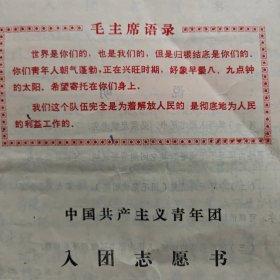 毛主席语录
世界是你们的，也是我们的，但是归根结底是你们的。
你们青年人朝气蓬勃，正在兴旺时期，好象早晨八、九点钟
的太阳。希望寄托在你们身上。
我们这个队伍完全是为着解放人民的 是彻底地为人民
的利益工作的。
中国共产主义青年团
入团志愿书